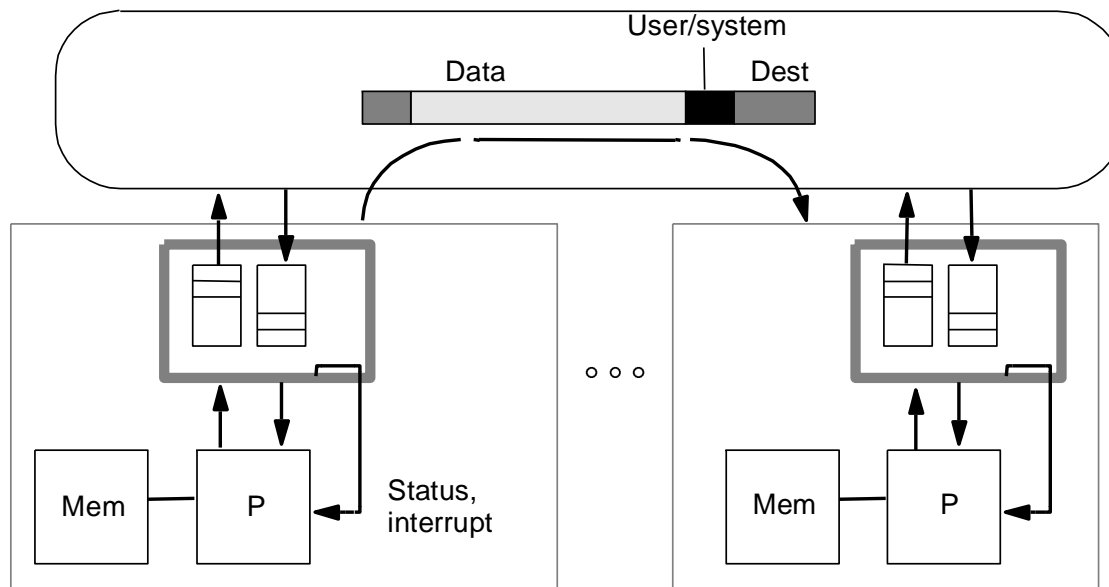 User/system
Data
Dest
Mem
P
Status,
interrupt
Mem
P